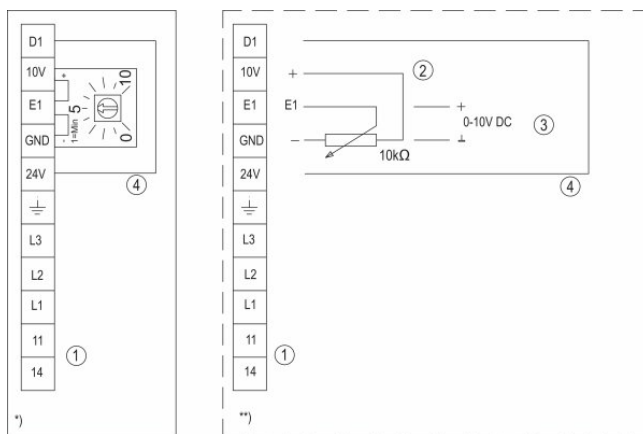 D1
10V
E1
GND
24V
L3
L2
L1
11
14
+
-
1=Min
0
5
10
4
1
*)
D1
10V
E1
GND
24V
L3
L2
L1
11
14
+
E1
–
10kΩ
2
+
0-10V DC
3
4
1
**)